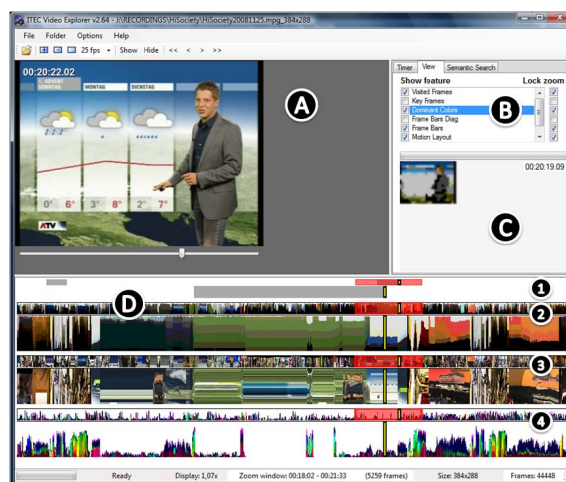 ITEC Video Explorer v2.64 - J:\RECORDINGS\HiSociety\HiSociety20081125.mpg_384x288
File Folder Options Help
25 fps Show Hide << < > >>
00:20:22.02
1. ADVENT
SONNTAG MONTAG DIENSTAG
0° 6° 3° 8° 2° 7°
ATV
A
Timer View Semantic Search
Show feature Lock zoom
Visited Frames
Key Frames
Dominant Colors
Frame Bars Diag
Frame Bars
Motion Layout
B
00:20:19.09
C
D
1
2
3
4
Ready Display: 1,07x Zoom window: 00:18:02 - 00:21:33 (5259 frames) Size: 384x288 Frames: 44448